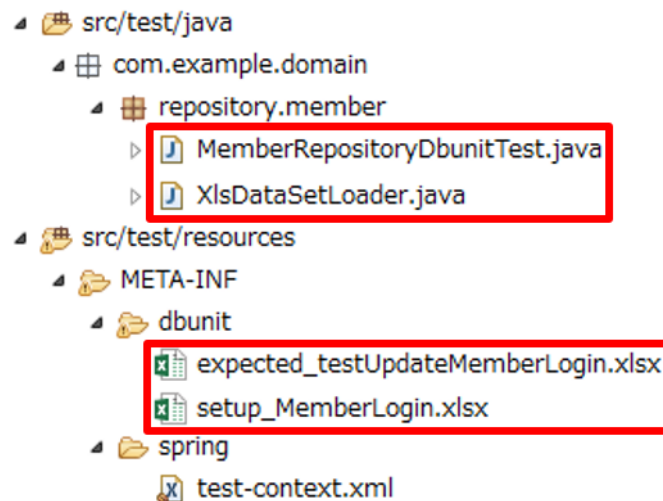 src/test/java
com.example.domain
repository.member
MemberRepositoryDbunitTest.java
XlsDataSetLoader.java
src/test/resources
META-INF
dbunit
expected_testUpdateMemberLogin.xlsx
setup_MemberLogin.xlsx
spring
test-context.xml